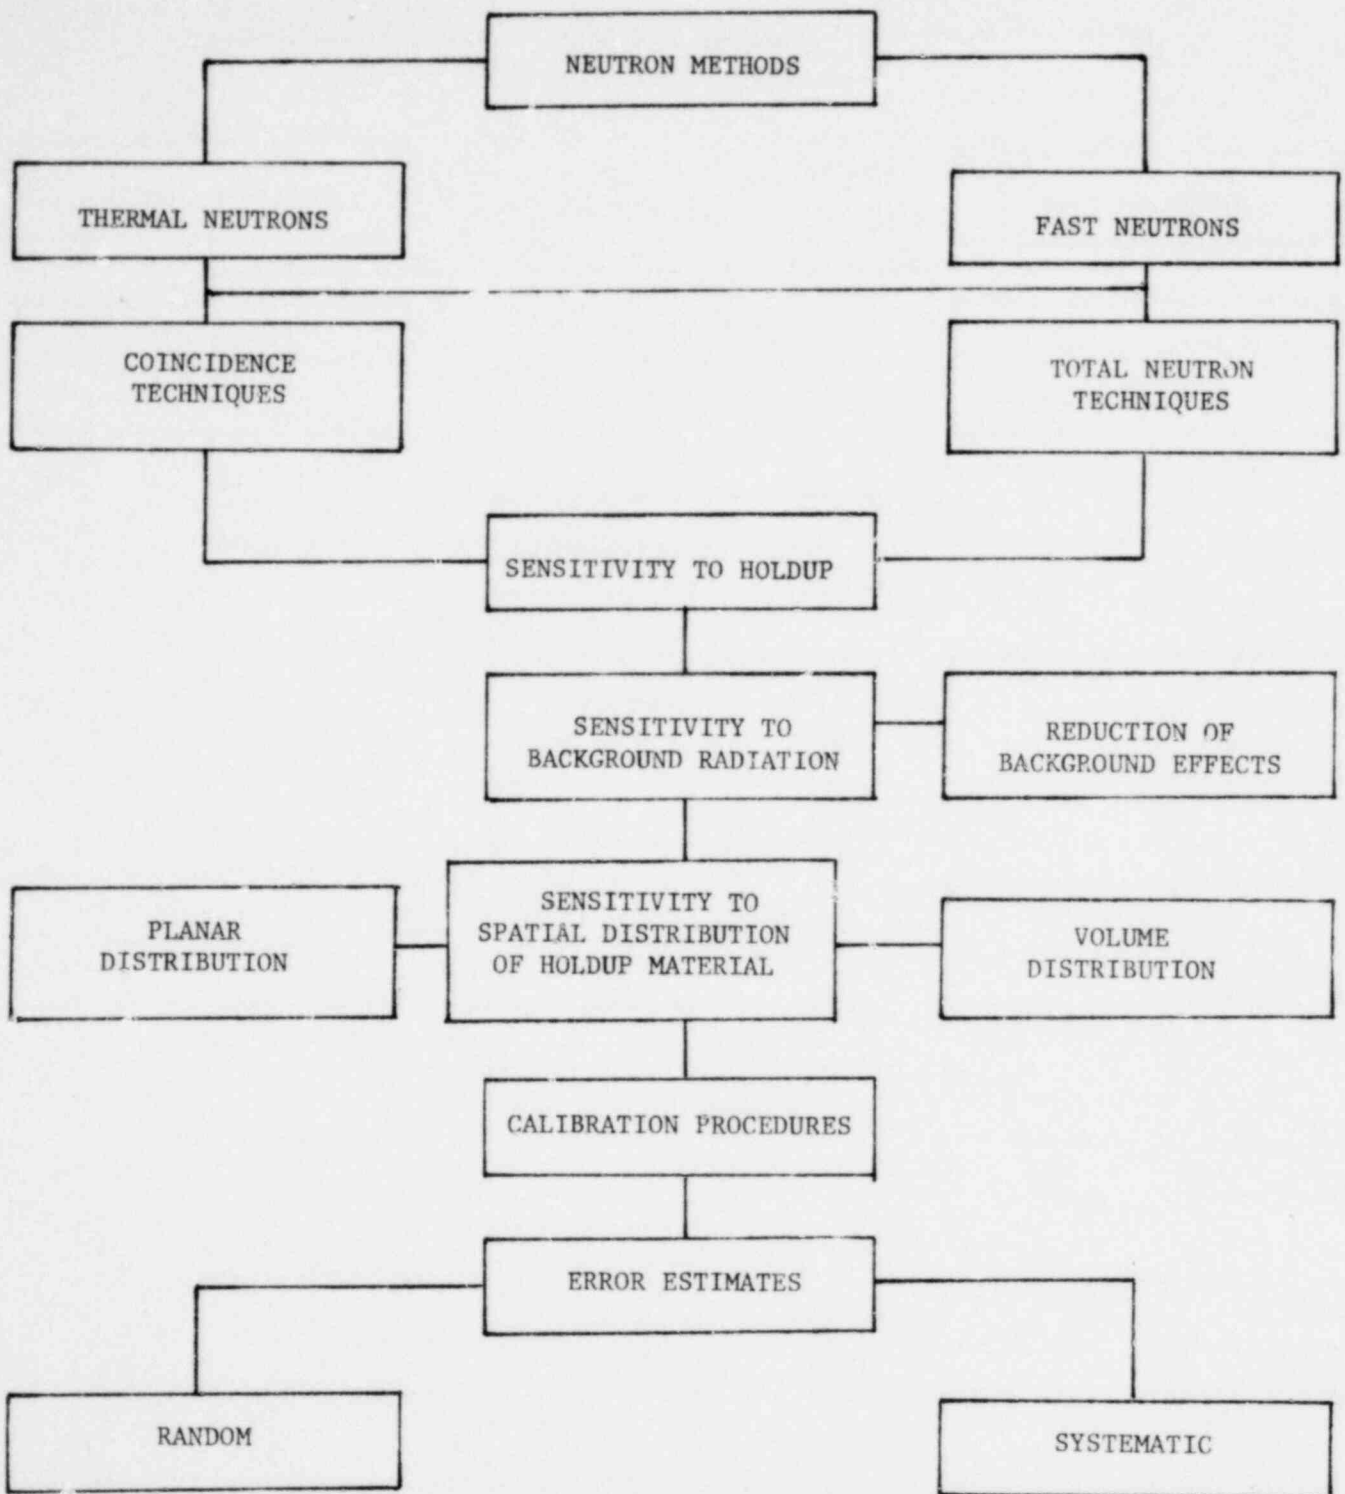 NEUTRON METHODS
THERMAL NEUTRONS
FAST NEUTRONS
COINCIDENCE
TECHNIQUES
TOTAL NEUTRON
TECHNIQUES
SENSITIVITY TO HOLDUP
SENSITIVITY TO
BACKGROUND RADIATION
REDUCTION OF
BACKGROUND EFFECTS
PLANAR
DISTRIBUTION
SENSITIVITY TO
SPATIAL DISTRIBUTION
OF HOLDUP MATERIAL
VOLUME
DISTRIBUTION
CALIBRATION PROCEDURES
ERROR ESTIMATES
RANDOM
SYSTEMATIC